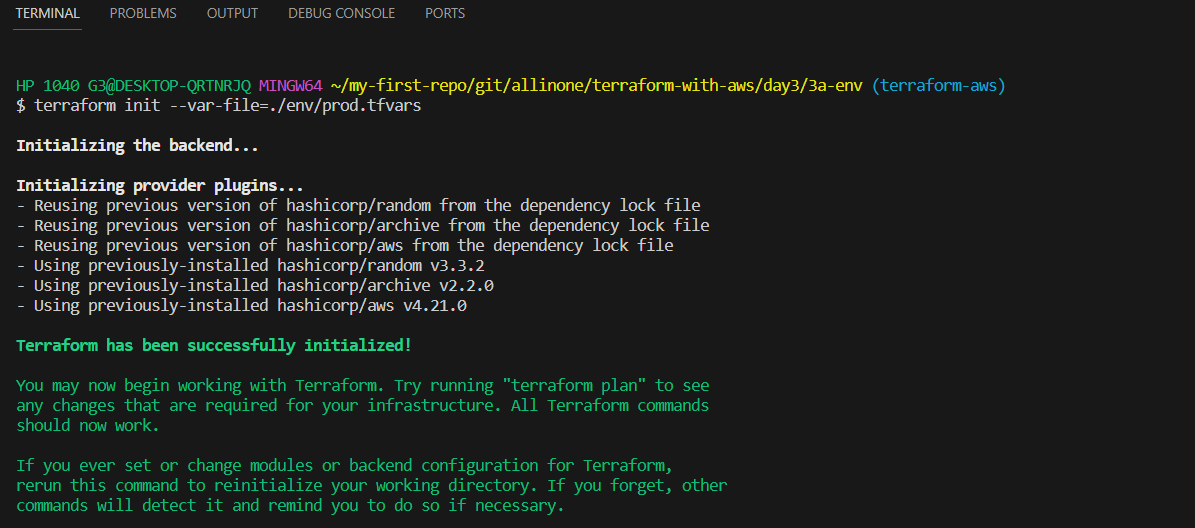 TERMINAL PROBLEMS OUTPUT DEBUG CONSOLE PORTS
HP 1040 G3@DESKTOP-QRTNRJQ MINGW64 ~/my-first-repo/git/allinone/terraform-with-aws/day3/3a-env (terraform-aws)
$ terraform init --var-file=./env/prod.tfvars
Initializing the backend...
Initializing provider plugins...
- Reusing previous version of hashicorp/random from the dependency lock file
- Reusing previous version of hashicorp/archive from the dependency lock file
- Reusing previous version of hashicorp/aws from the dependency lock file
- Using previously-installed hashicorp/random v3.3.2
- Using previously-installed hashicorp/archive v2.2.0
- Using previously-installed hashicorp/aws v4.21.0
Terraform has been successfully initialized!
You may now begin working with Terraform. Try running "terraform plan" to see
any changes that are required for your infrastructure. All Terraform commands
should now work.
If you ever set or change modules or backend configuration for Terraform,
rerun this command to reinitialize your working directory. If you forget, other
commands will detect it and remind you to do so if necessary.